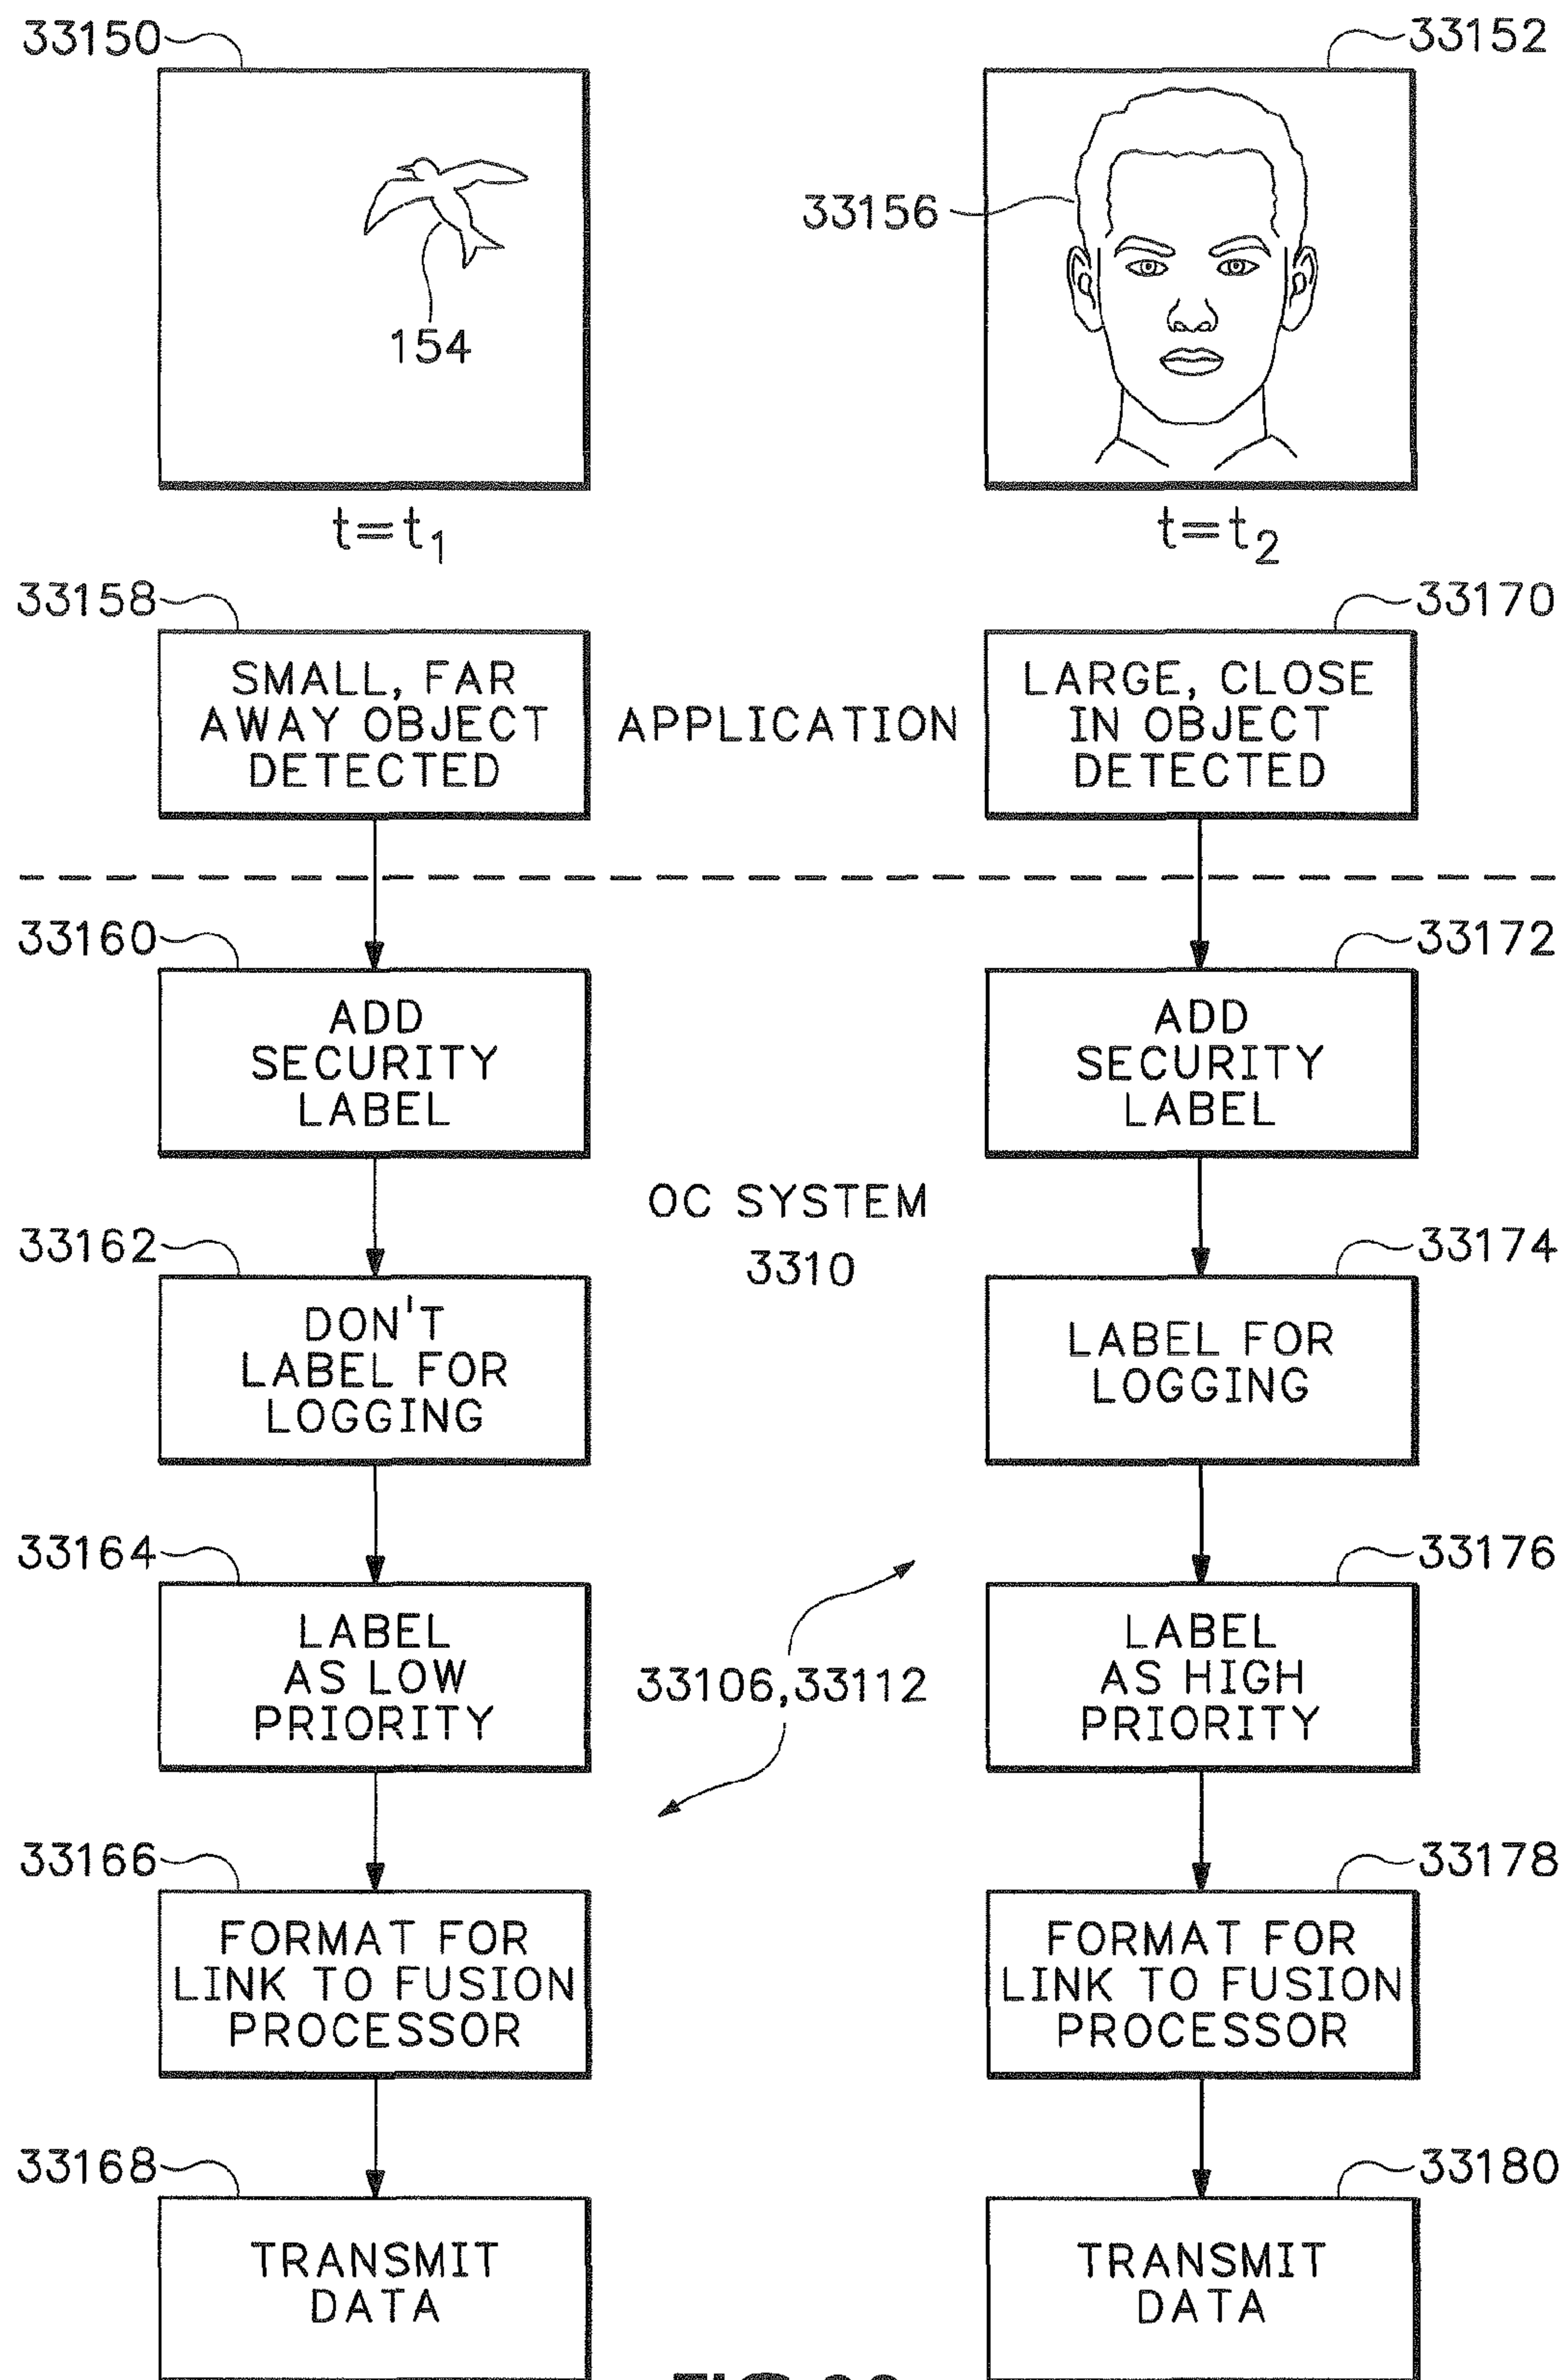 33150
33152
33156
154
t=t1
t=t2
33158
33170
SMALL, FAR
AWAY OBJECT
DETECTED
APPLICATION
LARGE, CLOSE
IN OBJECT
DETECTED
33160
33172
ADD
SECURITY
LABEL
ADD
SECURITY
LABEL
OC SYSTEM
3310
33162
33174
DON'T
LABEL FOR
LOGGING
LABEL FOR
LOGGING
33164
33176
LABEL
AS LOW
PRIORITY
33106,33112
LABEL
AS HIGH
PRIORITY
33166
33178
FORMAT FOR
LINK TO FUSION
PROCESSOR
FORMAT FOR
LINK TO FUSION
PROCESSOR
33168
33180
TRANSMIT
DATA
TRANSMIT
DATA